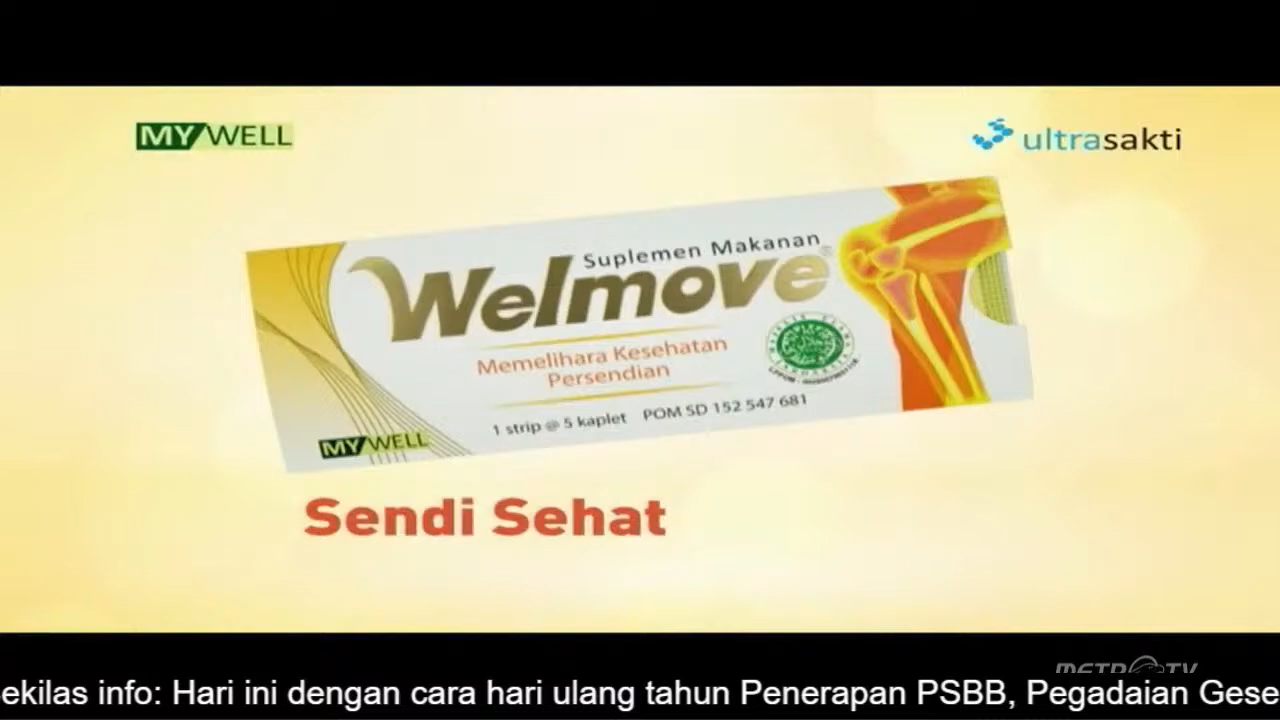 MY WELL
ultrasakti
Suplemen Makanan
Welmove®
Memelihara Kesehatan
Persendian
1 strip @ 5 kaplet POM SD 152 547 681
MY WELL
Sendi Sehat
METRO TV
ekilas info: Hari ini dengan cara hari ulang tahun Penerapan PSBB, Pegadaian Gese